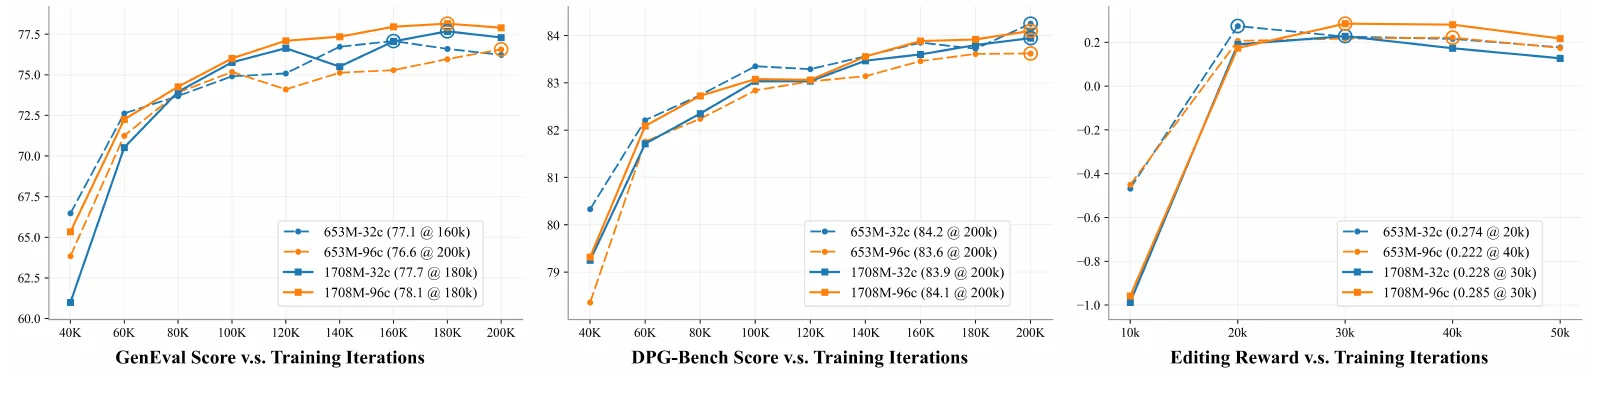 77.5
75.0
72.5
70.0
67.5
65.0
62.5
60.0
653M-32c (77.1 @ 160k)
653M-96c (76.6 @ 200k)
1708M-32c (77.7 @ 180k)
1708M-96c (78.1 @ 180k)
40K 60K 80K 100K 120K 140K 160K 180K 200K
GenEval Score v.s. Training Iterations
84
83
82
81
80
79
653M-32c (84.2 @ 200k)
653M-96c (83.6 @ 200k)
1708M-32c (83.9 @ 200k)
1708M-96c (84.1 @ 200k)
40K 60K 80K 100K 120K 140K 160K 180K 200K
DPG-Bench Score v.s. Training Iterations
0.2
0.0
−0.2
−0.4
−0.6
−0.8
−1.0
653M-32c (0.274 @ 20k)
653M-96c (0.222 @ 40k)
1708M-32c (0.228 @ 30k)
1708M-96c (0.285 @ 30k)
10k 20k 30k 40k 50k
Editing Reward v.s. Training Iterations